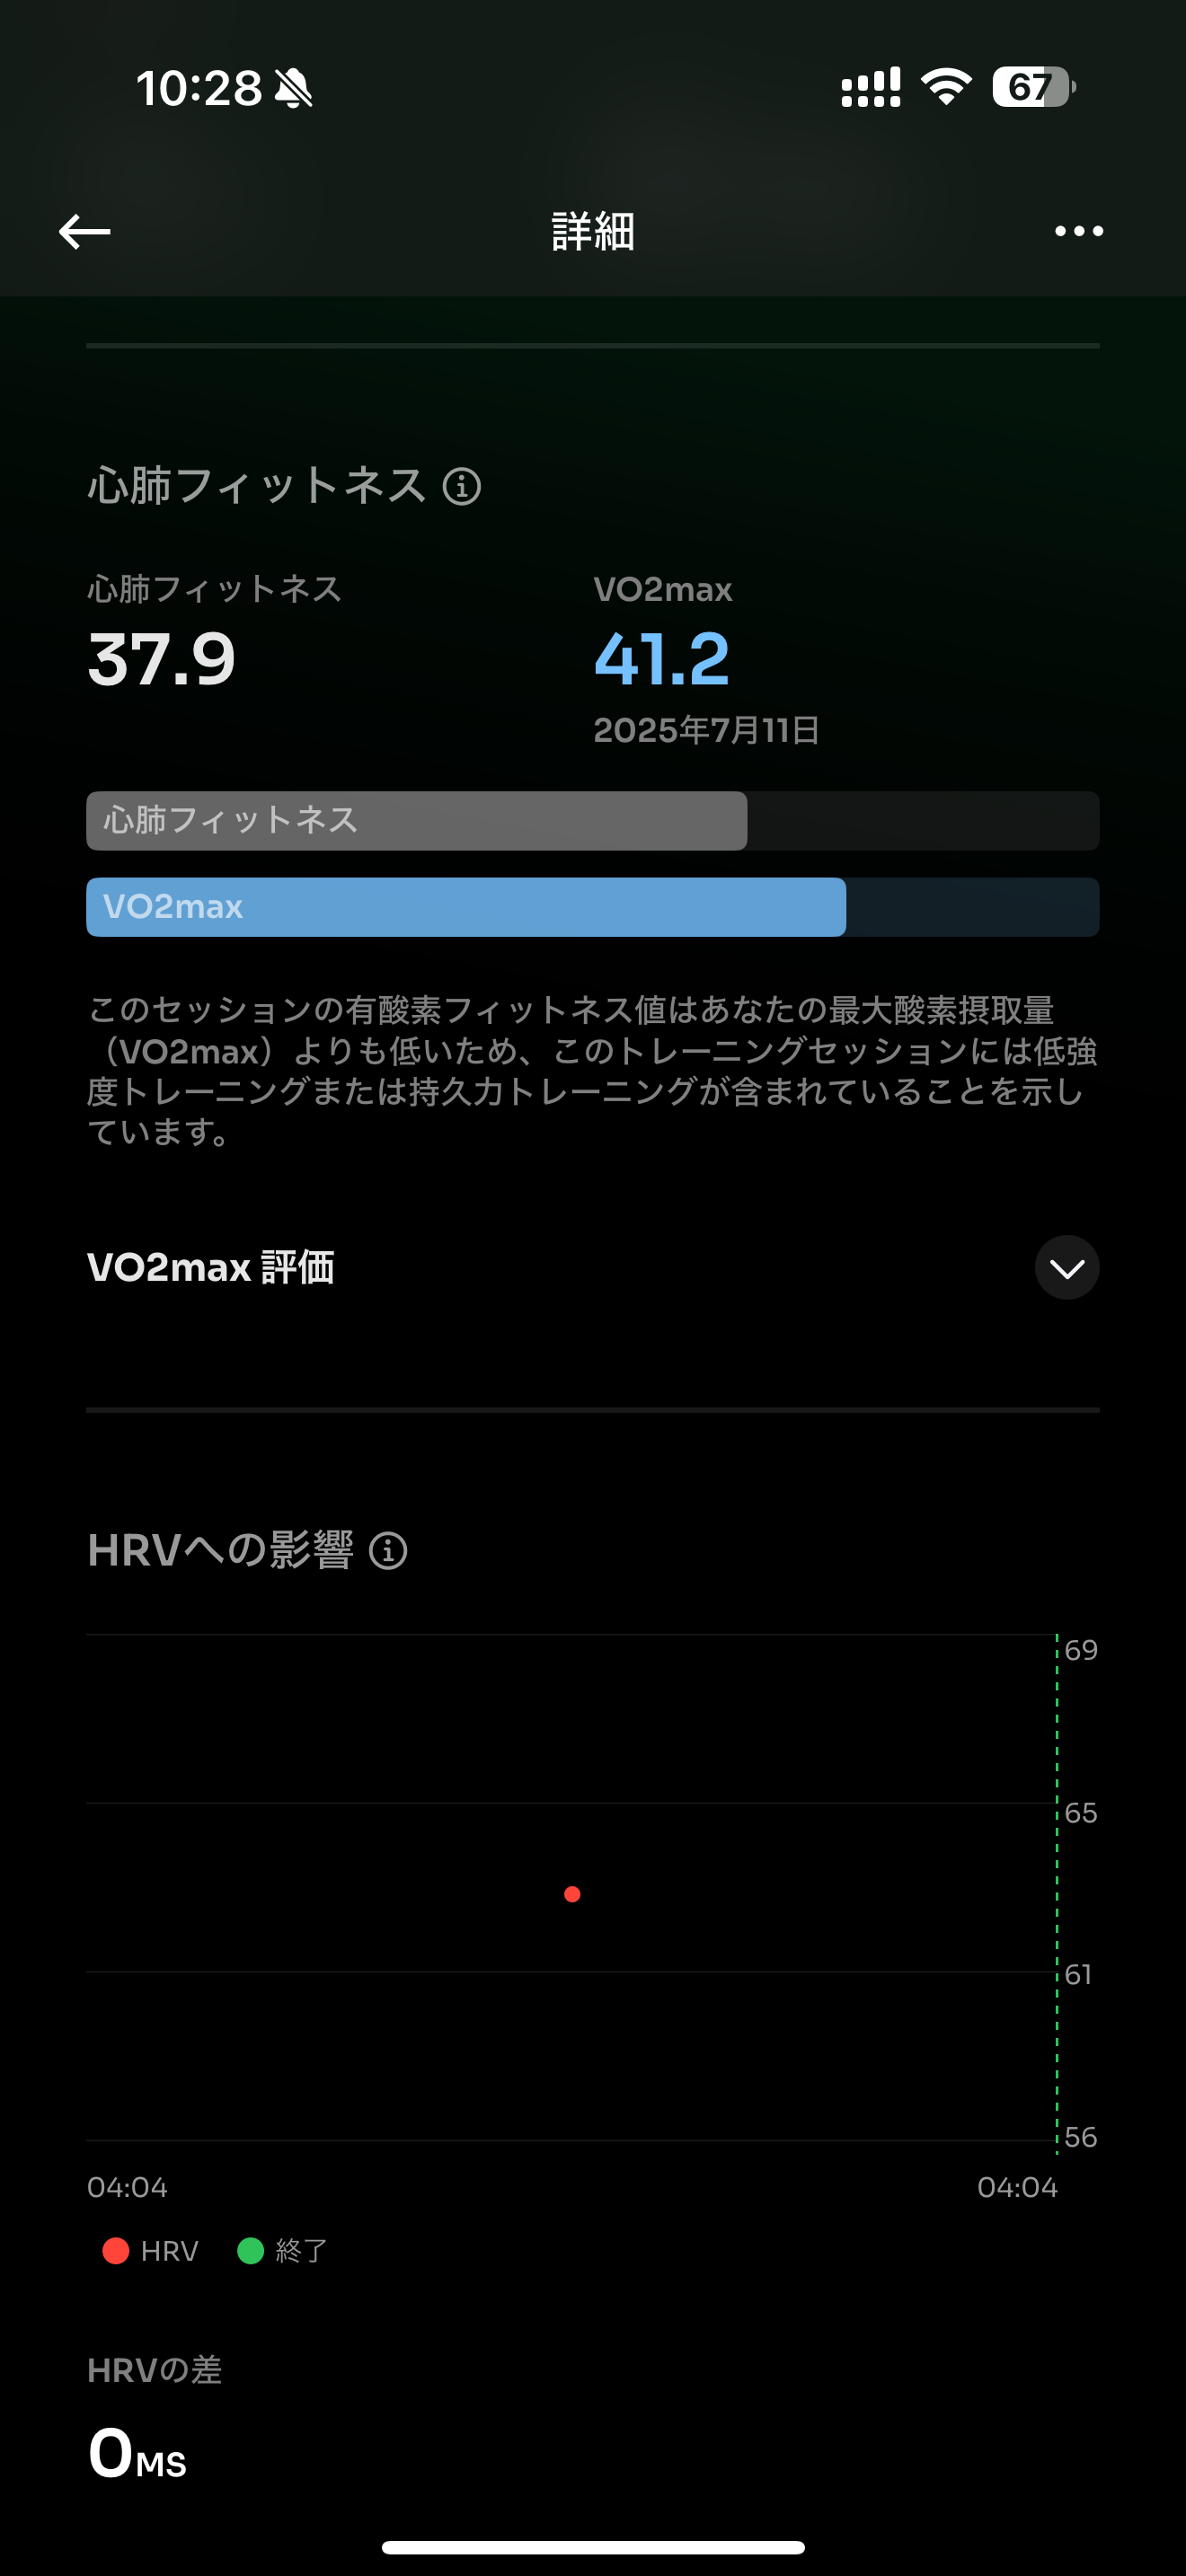 10:28
67
詳細
心肺フィットネス
心肺フィットネス VO2max
37.9 41.2
2025年7月11日
心肺フィットネス
VO2max
このセッションの有酸素フィットネス値はあなたの最大酸素摂取量
（VO2max）よりも低いため、このトレーニングセッションには低強
度トレーニングまたは持久力トレーニングが含まれていることを示し
ています。
VO2max 評価
HRVへの影響
69
65
61
56
04:04 04:04
HRV 終了
HRVの差
0MS